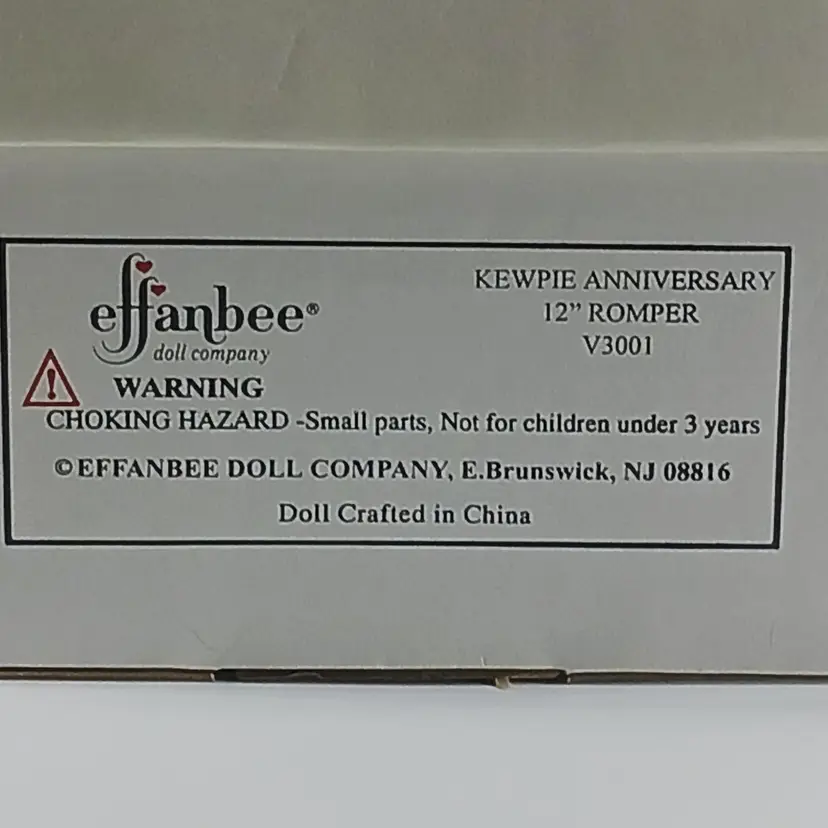 effanbee®
doll company
KEWPIE ANNIVERSARY
12” ROMPER
V3001
WARNING
CHOKING HAZARD -Small parts, Not for children under 3 years
©EFFANBEE DOLL COMPANY, E.Brunswick, NJ 08816
Doll Crafted in China